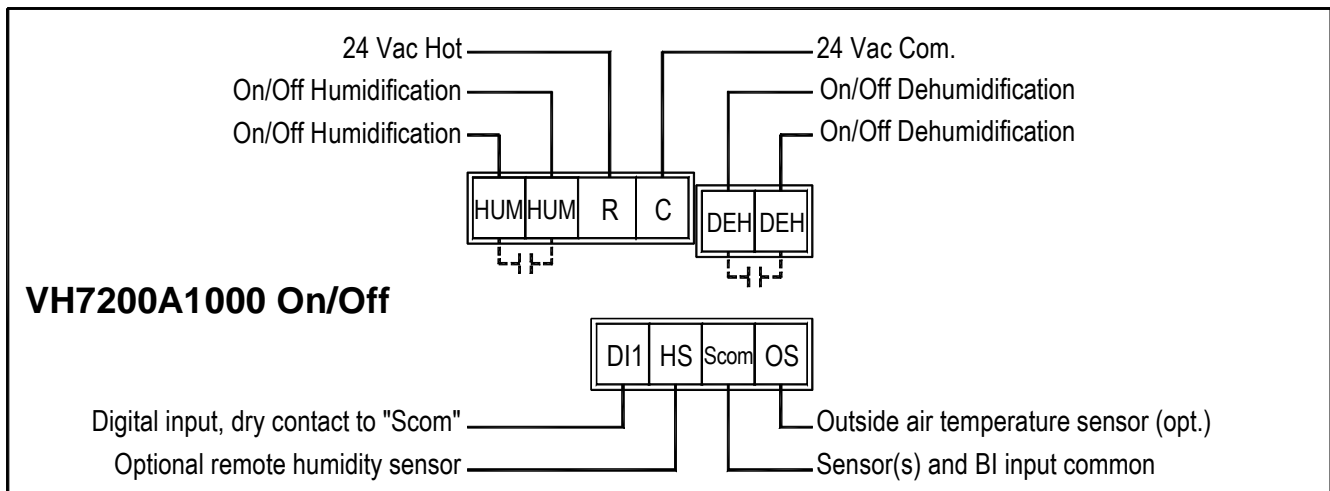 24 Vac Hot
24 Vac Com.
On/Off Humidification
On/Off Dehumidification
On/Off Humidification
On/Off Dehumidification
HUM HUM R C
DEH DEH
VH7200A1000 On/Off
DI1 HS Scom OS
Digital input, dry contact to "Scom"
Outside air temperature sensor (opt.)
Optional remote humidity sensor
Sensor(s) and BI input common